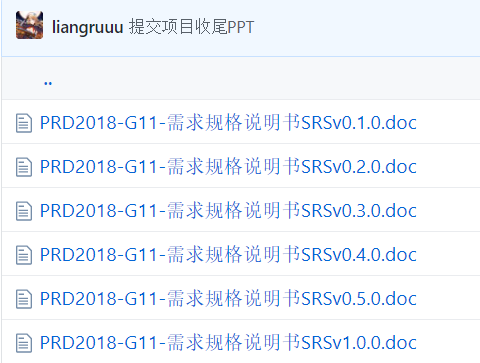 liangruuu 提交项目收尾PPT
..
PRD2018-G11-需求规格说明书SRSv0.1.0.doc
PRD2018-G11-需求规格说明书SRSv0.2.0.doc
PRD2018-G11-需求规格说明书SRSv0.3.0.doc
PRD2018-G11-需求规格说明书SRSv0.4.0.doc
PRD2018-G11-需求规格说明书SRSv0.5.0.doc
PRD2018-G11-需求规格说明书SRSv1.0.0.doc